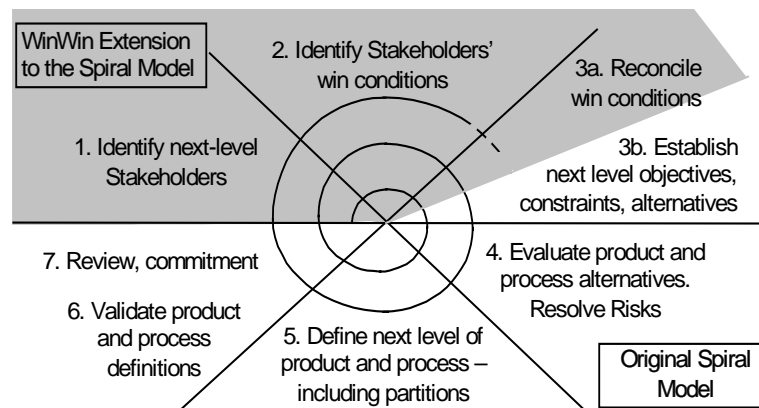 WinWin Extension
to the Spiral Model
2. Identify Stakeholders’
win conditions
3a. Reconcile
win conditions
1. Identify next-level
Stakeholders
3b. Establish
next level objectives,
constraints, alternatives
7. Review, commitment
4. Evaluate product and
process alternatives.
Resolve Risks
6. Validate product
and process
definitions
5. Define next level of
product and process –
including partitions
Original Spiral
Model